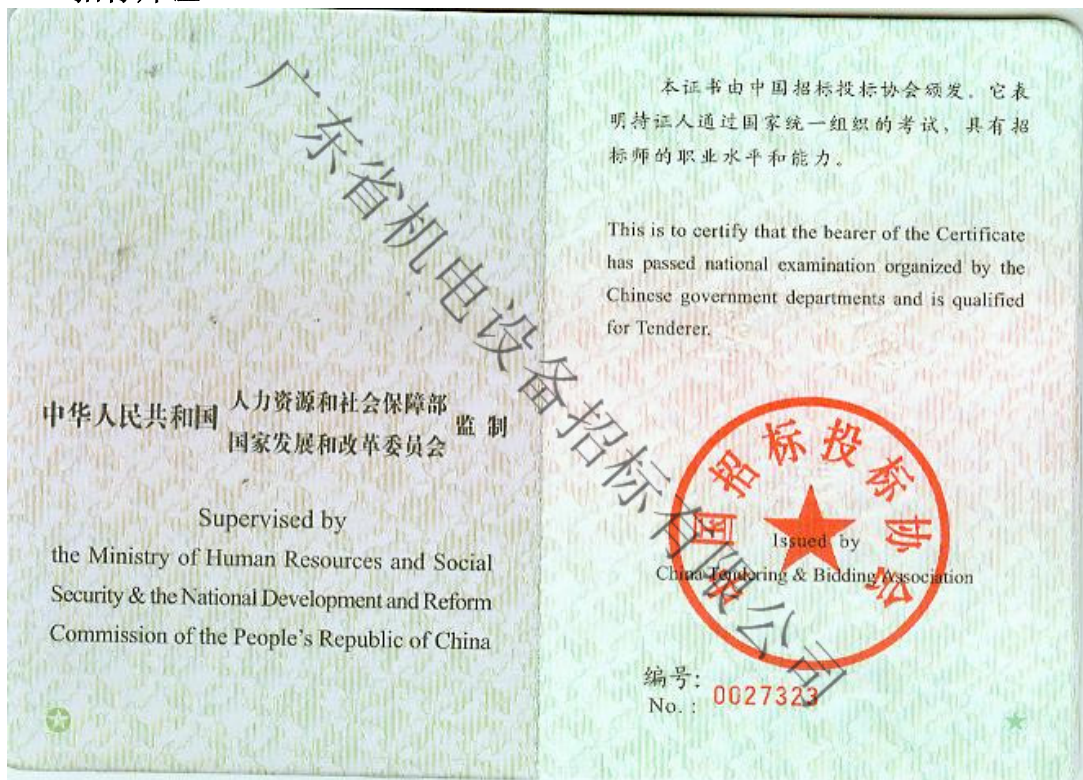 中华人民共和国 人力资源和社会保障部 监制
国家发展和改革委员会
Supervised by
the Ministry of Human Resources and Social
Security & the National Development and Reform
Commission of the People's Republic of China
本证书由中国招标投标协会颁发，它表
明持证人通过国家统一组织的考试，具有招
标师的职业水平和能力。
This is to certify that the bearer of the Certificate
has passed national examination organized by the
Chinese government departments and is qualified
for Tenderer.
国招标投标协会
Issued by
China Tendering & Bidding Association
编号：
No.： 0027323
广东省机电设备招标有限公司